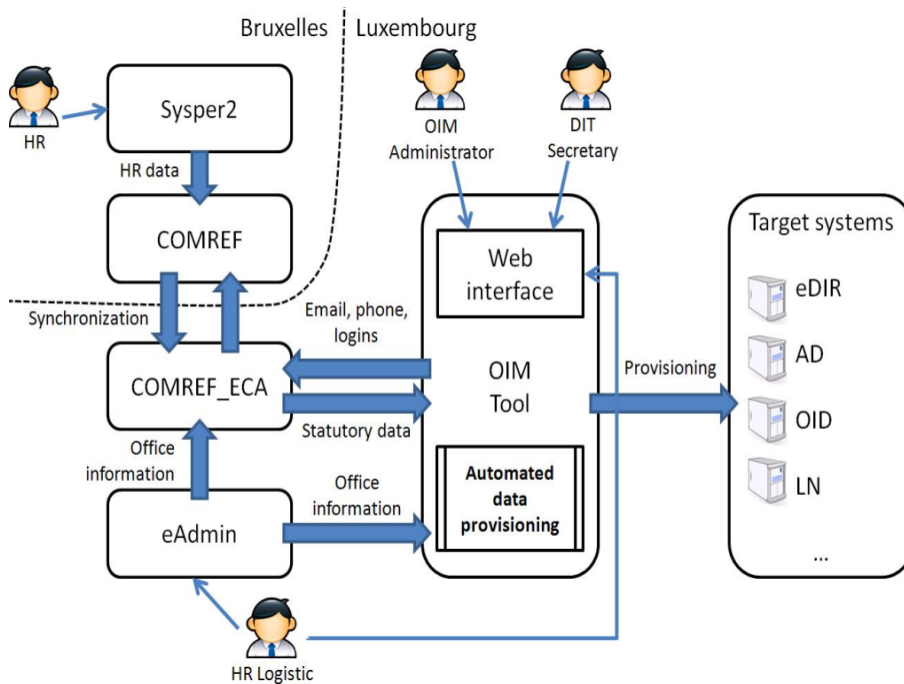 Bruxelles
Luxembourg
HR
Sysper2
OIM
Administrator
DIT
Secretary
HR data
COMREF
Web
interface
Target systems
eDIR
AD
OID
LN
...
Synchronization
Email, phone,
logins
COMREF_ECA
OIM
Tool
Provisioning
Statutory data
Office
information
Office
information
Automated
data
provisioning
eAdmin
HR Logistic